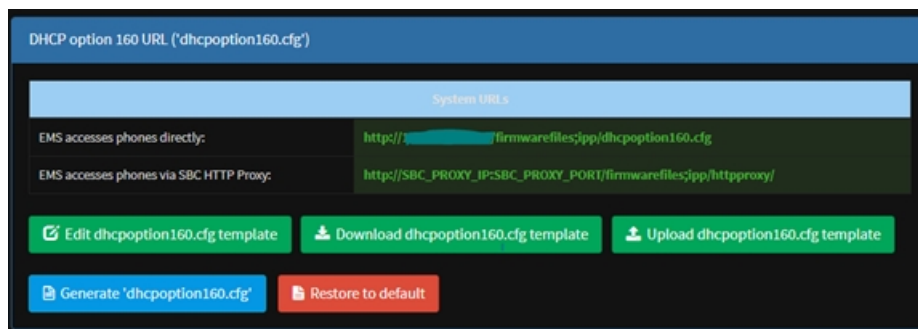 DHCP option 160 URL ('dhcpoption160.cfg')
System URLs
EMS accesses phones directly: http:// /firmwarefiles;ipp/dhcpoption160.cfg
EMS accesses phones via SBC HTTP Proxy: http://SBC_PROXY_IP:SBC_PROXY_PORT/firmwarefiles;ipp/httpproxy/
Edit dhcpoption160.cfg template Download dhcpoption160.cfg template Upload dhcpoption160.cfg template
Generate 'dhcpoption160.cfg' Restore to default